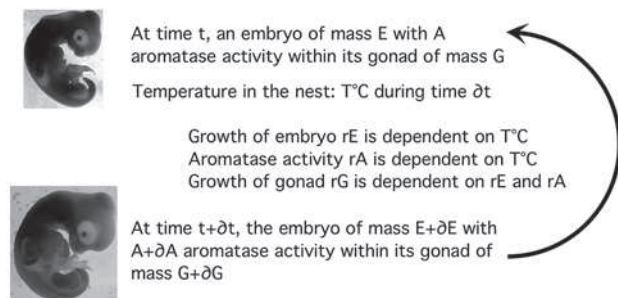 At time t, an embryo of mass E with A
aromatase activity within its gonad of mass G
Temperature in the nest: T°C during time ∂t
Growth of embryo rE is dependent on T°C
Aromatase activity rA is dependent on T°C
Growth of gonad rG is dependent on rE and rA
At time t+∂t, the embryo of mass E+∂E with
A+∂A aromatase activity within its gonad of
mass G+∂G